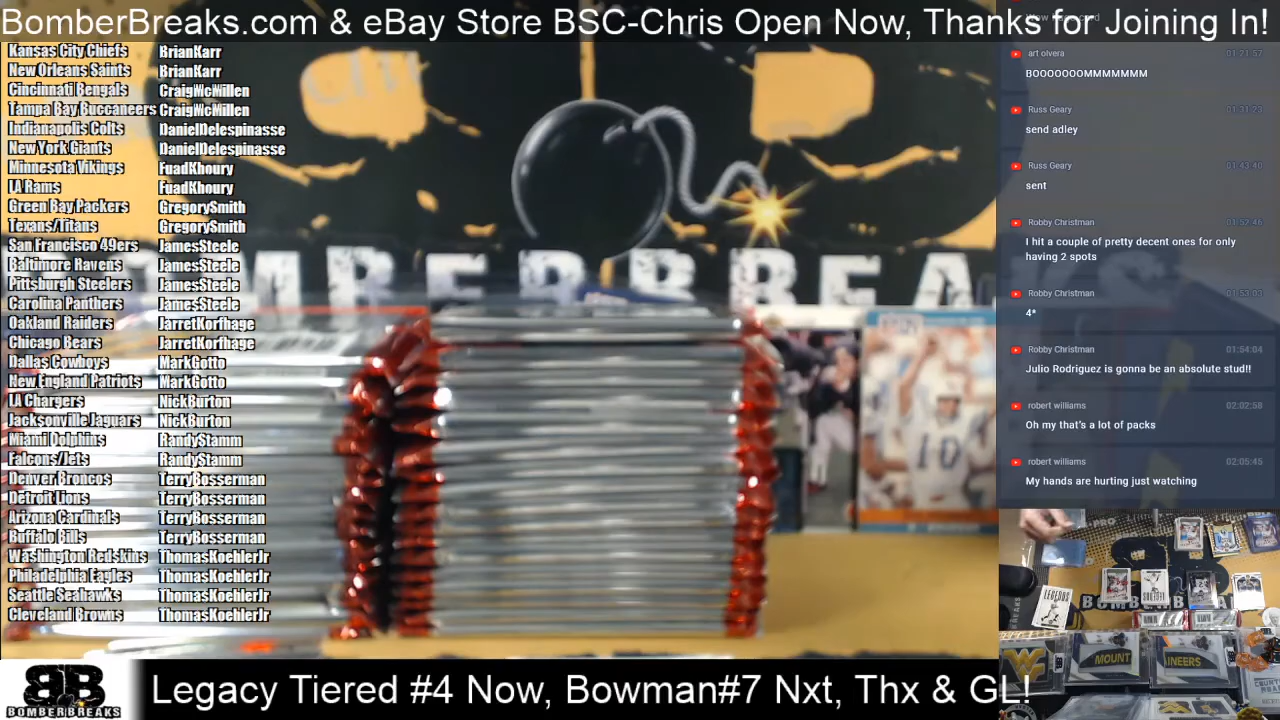 BomberBreaks.com & eBay Store BSC-Chris Open Now, Thanks for Joining In!
Kansas City Chiefs BrianKarr
New Orleans Saints BrianKarr
Cincinnati Bengals CraigMcMillen
Tampa Bay Buccaneers CraigMcMillen
Indianapolis Colts DanielDelespinasse
New York Giants DanielDelespinasse
Minnesota Vikings FuadKhoury
LA Rams FuadKhoury
Green Bay Packers GregorySmith
Texans/Titans GregorySmith
San Francisco 49ers JamesSteele
Baltimore Ravens JamesSteele
Pittsburgh Steelers JamesSteele
Carolina Panthers JamesSteele
Oakland Raiders JarretKorfhage
Chicago Bears JarretKorfhage
Dallas Cowboys MarkGotto
New England Patriots MarkGotto
LA Chargers NickBurton
Jacksonville Jaguars NickBurton
Miami Dolphins RandyStamm
Falcons/Jets RandyStamm
Denver Broncos TerryBosserman
Detroit Lions TerryBosserman
Arizona Cardinals TerryBosserman
Buffalo Bills TerryBosserman
Washington Redskins ThomasKoehlerJr
Philadelphia Eagles ThomasKoehlerJr
Seattle Seahawks ThomasKoehlerJr
Cleveland Browns ThomasKoehlerJr
BOMBERBREAKS
10
art olvera 01:21:57
BOOOOOOOMMMMMMM
Russ Geary 01:31:23
send adley
Russ Geary 01:43:40
sent
Robby Christman 01:52:46
I hit a couple of pretty decent ones for only
having 2 spots
Robby Christman 01:53:03
4*
Robby Christman 01:54:04
Julio Rodriguez is gonna be an absolute stud!!
robert williams 02:02:58
Oh my that's a lot of packs
robert williams 02:05:45
My hands are hurting just watching
LEGENDS
MOUNT
INEERS
BB
BOMBERBREAKS
Legacy Tiered #4 Now, Bowman#7 Nxt, Thx & GL!